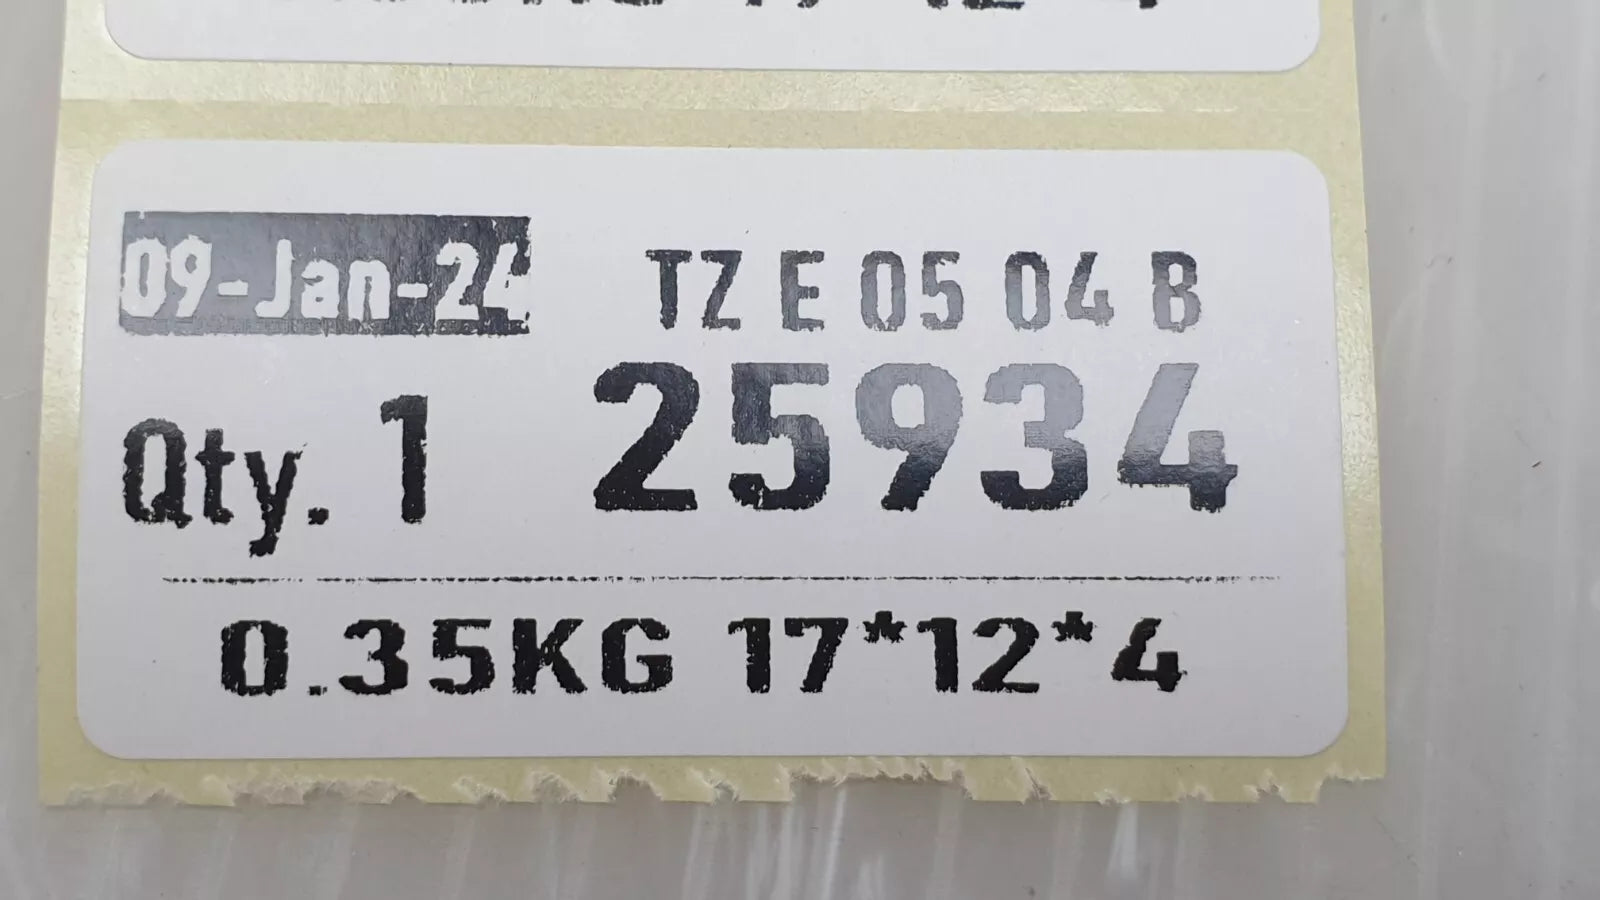 09-Jan-24
TZ E 05 04 B
Qty. 1
25934
0.35KG 17*12*4